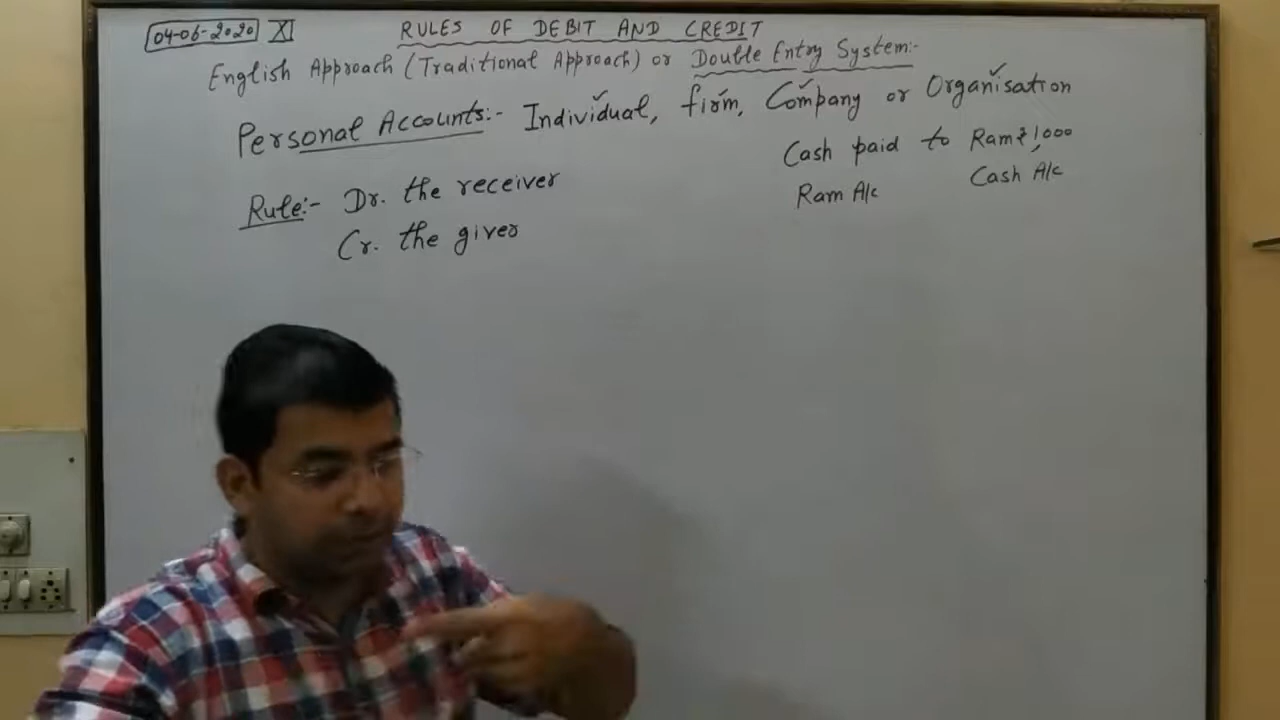 04-06-2020 XI RULES OF DEBIT AND CREDIT
English Approach (Traditional Approach) or Double Entry System:-
Personal Accounts:- Individual, firm, Company or Organisation
Cash paid to Ram ₹1,000
Ram A/c Cash A/c
Rule:- Dr. the receiver
Cr. the giver